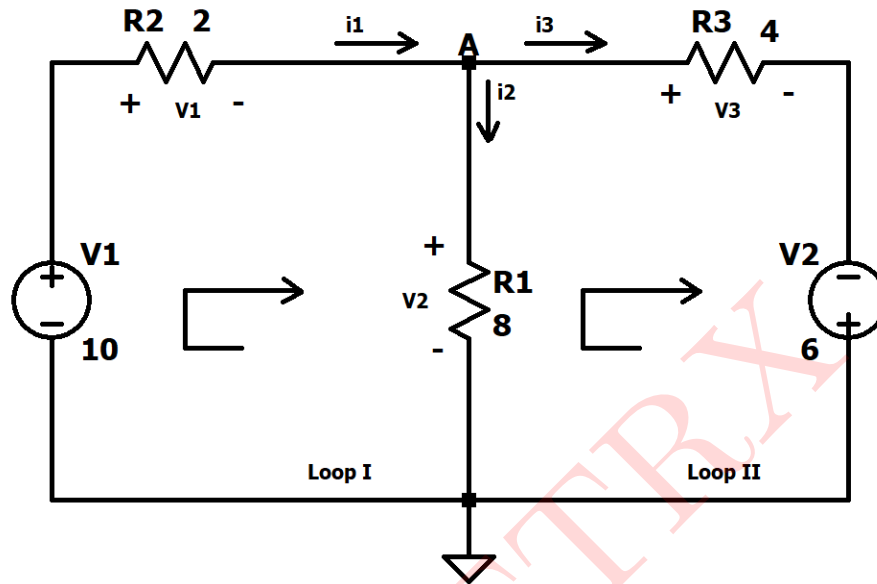 R2 2
i1
A
i3
R3 4
+ V1 -
i2
+ V3 -
V1
+
-
10
+
V2
-
R1
8
V2
-
+
6
Loop I
Loop II
TRX